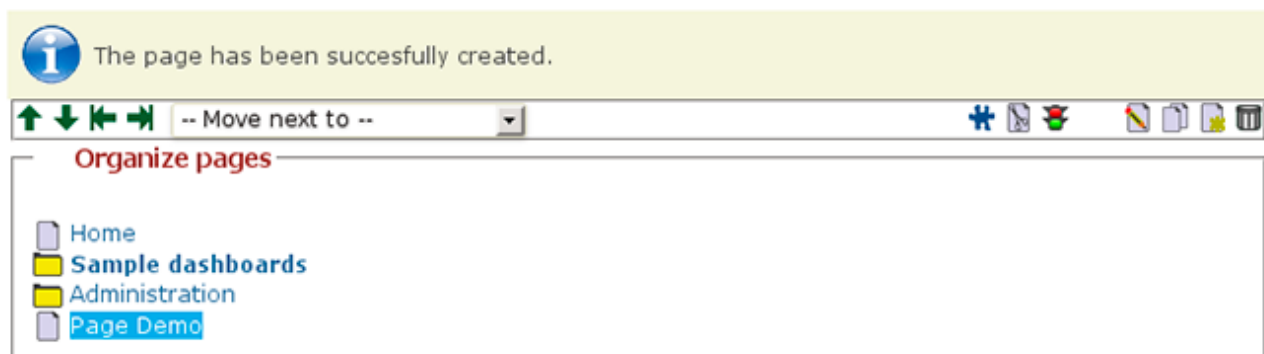 The page has been succesfully created.
-- Move next to --
Organize pages
Home
Sample dashboards
Administration
Page Demo